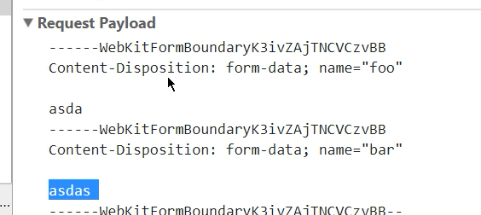 ▼ Request Payload
------WebKitFormBoundaryK3ivZAjTNCVCzvBB
Content-Disposition: form-data; name="foo"
asda
------WebKitFormBoundaryK3ivZAjTNCVCzvBB
Content-Disposition: form-data; name="bar"
asdas
------WebKitFormBoundaryK3ivZAjTNCVCzvBB--
...